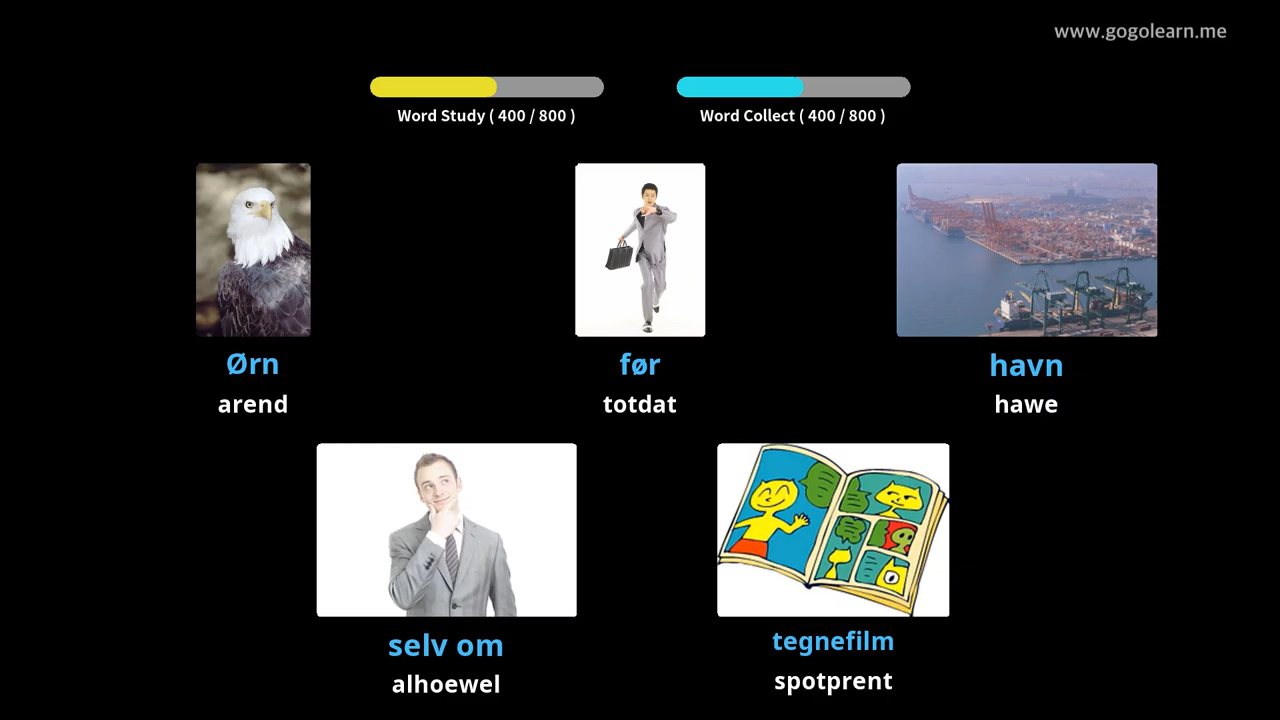 www.gogolearn.me
Word Study ( 400 / 800 )
Word Collect ( 400 / 800 )
Ørn
arend
før
totdat
havn
hawe
selv om
alhoewel
tegnefilm
spotprent